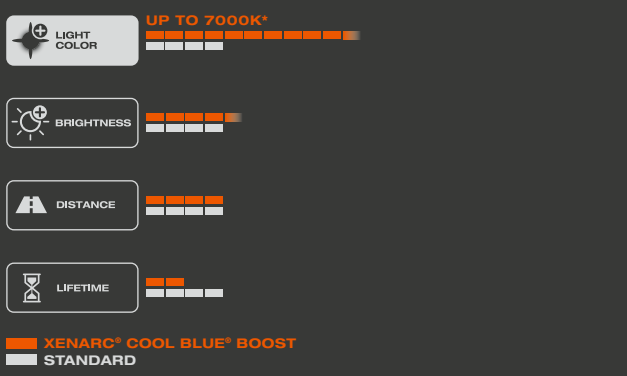 UP TO 7000K*
LIGHT
COLOR
BRIGHTNESS
DISTANCE
LIFETIME
XENARC® COOL BLUE® BOOST
STANDARD